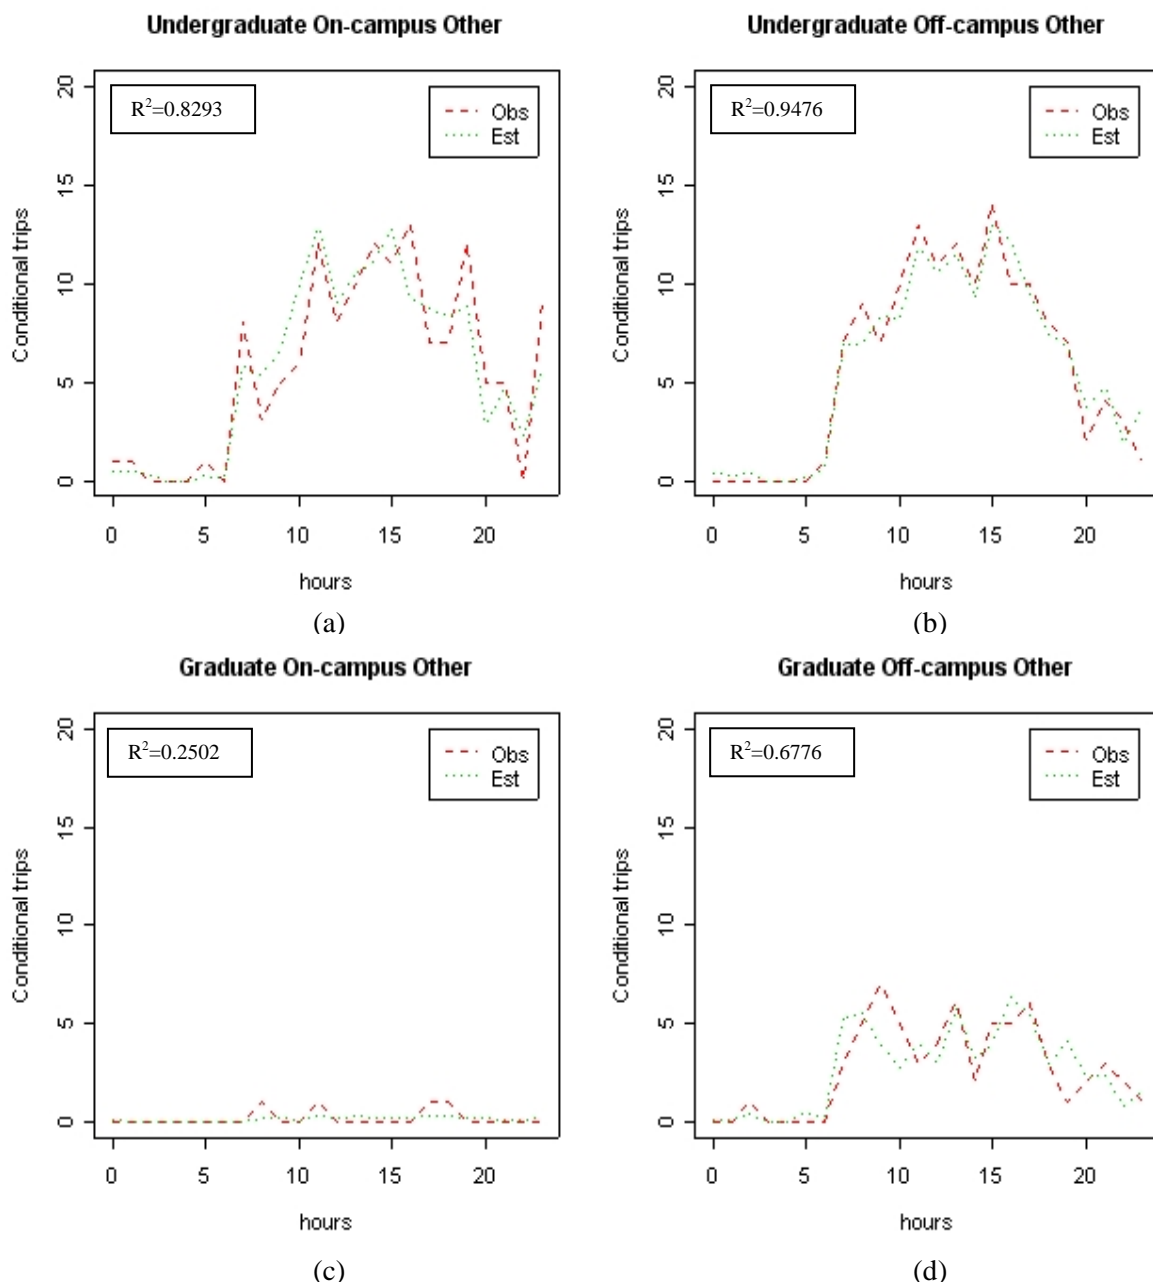 Undergraduate On-campus Other
R²=0.8293
Obs
Est
20
15
10
5
0
Conditional trips
0 5 10 15 20
hours
(a)
Undergraduate Off-campus Other
R²=0.9476
Obs
Est
20
15
10
5
0
Conditional trips
0 5 10 15 20
hours
(b)
Graduate On-campus Other
R²=0.2502
Obs
Est
20
15
10
5
0
Conditional trips
0 5 10 15 20
hours
(c)
Graduate Off-campus Other
R²=0.6776
Obs
Est
20
15
10
5
0
Conditional trips
0 5 10 15 20
hours
(d)